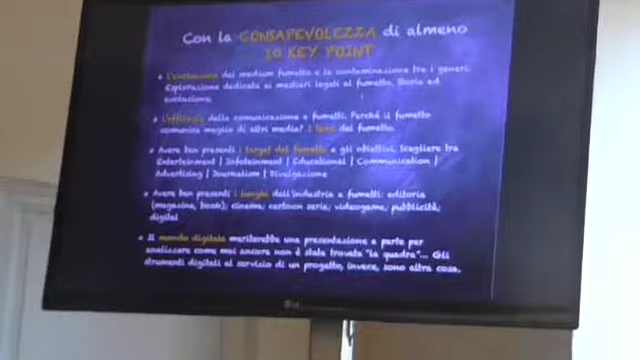 Con la CONSAPEVOLEZZA di almeno
10 KEY POINT
L'evoluzione del medium fumetto e la contaminazione tra i generi.
Esplorazione dedicata ai mestieri legati al fumetto. Storia ed
evoluzione.
L'efficacia della comunicazione a fumetti. Perché il fumetto
comunica meglio di altri media? I temi del fumetto.
Avere ben presenti i target del fumetto e gli obiettivi. Scegliere tra
Entertainment | Infotainment | Educational | Communication |
Advertising | Journalism | Divulgazione
Avere ben presenti i luoghi dell'industria a fumetti: editoria
(magazine, book); cinema; cartoon serie, videogame; pubblicità;
digital
Il mondo digitale meriterebbe una presentazione a parte per
analizzare come mai ancora non è stata trovata "la quadra"... Gli
strumenti digitali al servizio di un progetto, invece, sono altra cosa.
LG